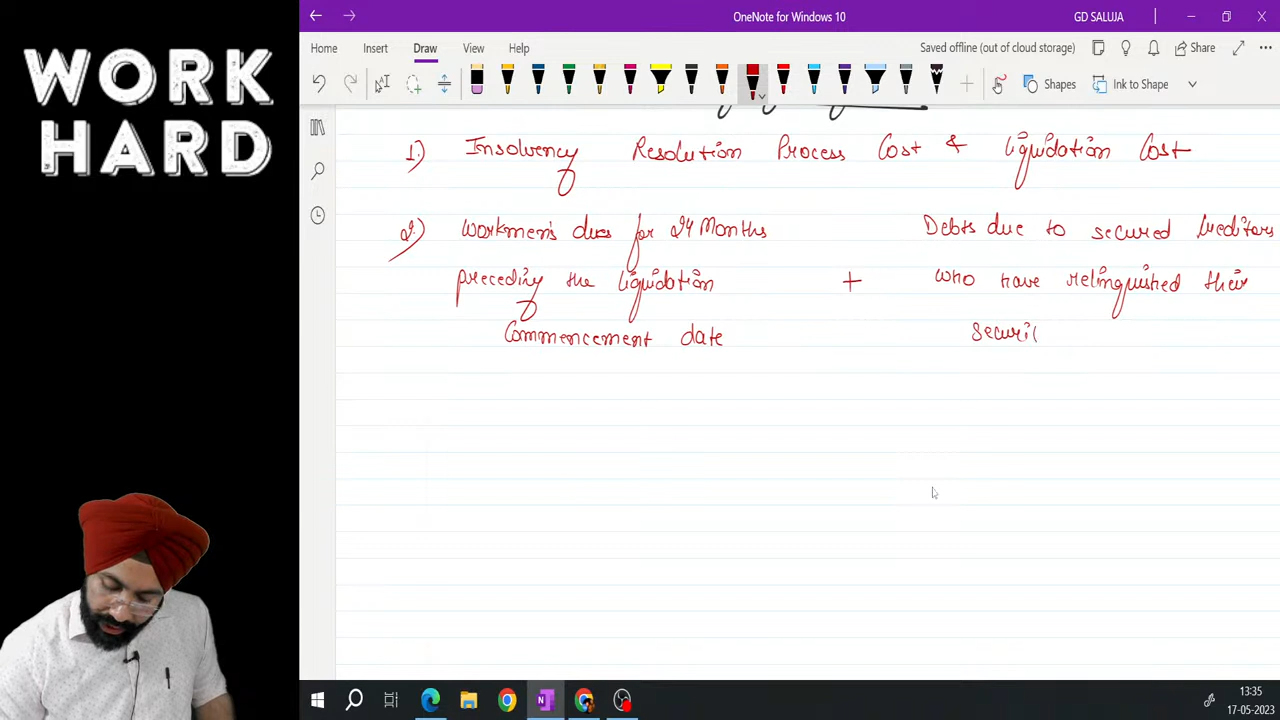 WORK
HARD
OneNote for Windows 10
GD SALUJA
Home Insert Draw View Help
Saved offline (out of cloud storage)
Share
Shapes
Ink to Shape
1.) Insolvency Resolution Process Cost & Liquidation Cost
2.) Workmen's dues for 24 Months
preceding the liquidation
Commencement date
+
Debts due to secured Creditors
who have relinquished their
Securi
13:35
17-05-2023